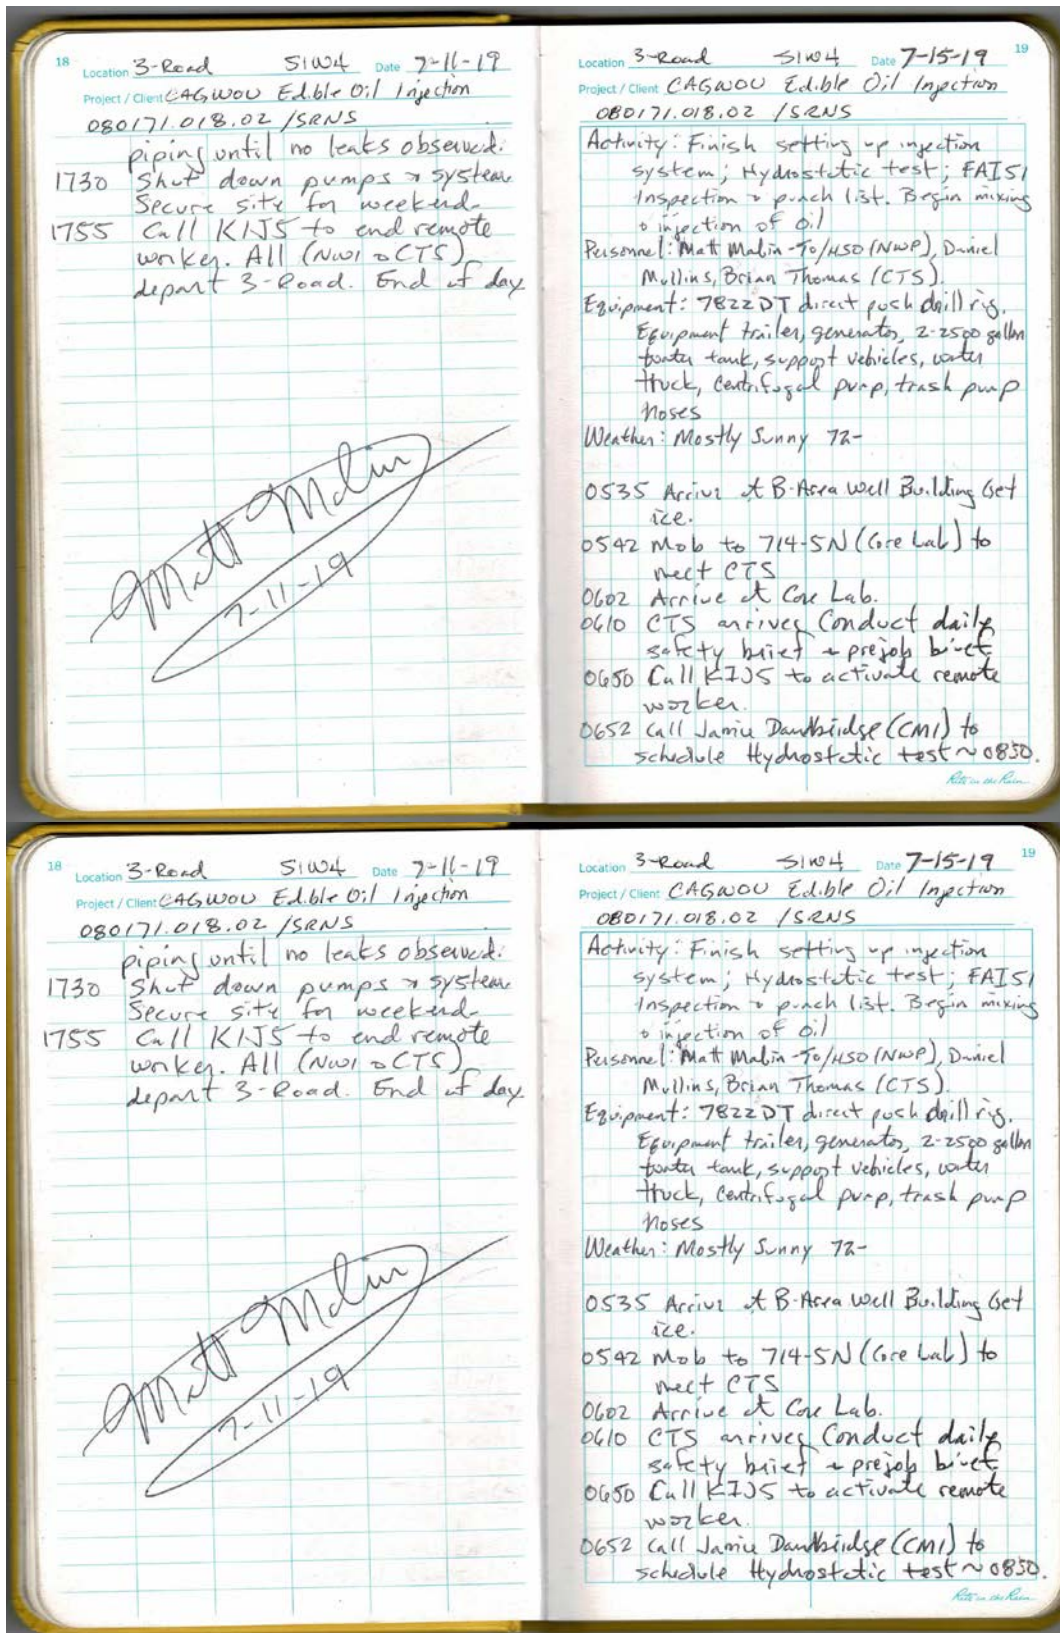 18
Location 3-Road SIW4 Date 7-11-19
Project / Client CAGWOU Edible Oil Injection
080171.018.02 /SRNS
piping until no leaks observed.
1730 Shut down pumps & system
Secure site for weekend.
1755 Call KIJ5 to end remote
worker. All (NWI & CTS)
depart 3-Road. End of day
Matt Malin
7-11-19
19
Location 3-Road SIW4 Date 7-15-19
Project / Client CAGWOU Edible Oil Injection
080171.018.02 /SRNS
Activity: Finish setting up injection
system; Hydrostatic test; FAISI
Inspection & punch list. Begin mixing
& injection of oil
Personnel: Matt Malin - TO/HSO (NWP), Daniel
Mullins, Brian Thomas (CTS).
Equipment: 7822DT direct push drill rig,
Equipment trailer, generator, 2-2500 gallon
water tank, support vehicles, water
truck, centrifugal pump, trash pump
hoses
Weather: Mostly Sunny 72-
0535 Arrive at B-Area Well Building Get
ice.
0542 Mob to 714-5N (Core Lab) to
meet CTS
0602 Arrive at Core Lab.
0610 CTS arrives Conduct daily
safety brief & prejob brief
0650 Call KIJ5 to activate remote
worker.
0652 Call Jamie Dandbridge (CMI) to
schedule Hydrostatic test ~ 0830.
Rite in the Rain
18
Location 3-Road SIW4 Date 7-11-19
Project / Client CAGWOU Edible Oil Injection
080171.018.02 /SRNS
piping until no leaks observed.
1730 Shut down pumps & system
Secure site for weekend.
1755 Call KIJ5 to end remote
worker. All (NWI & CTS)
depart 3-Road. End of day
Matt Malin
7-11-19
19
Location 3-Road SIW4 Date 7-15-19
Project / Client CAGWOU Edible Oil Injection
080171.018.02 /SRNS
Activity: Finish setting up injection
system; Hydrostatic test; FAISI
Inspection & punch list. Begin mixing
& injection of oil
Personnel: Matt Malin - TO/HSO (NWP), Daniel
Mullins, Brian Thomas (CTS).
Equipment: 7822DT direct push drill rig,
Equipment trailer, generator, 2-2500 gallon
water tank, support vehicles, water
truck, centrifugal pump, trash pump
hoses
Weather: Mostly Sunny 72-
0535 Arrive at B-Area Well Building Get
ice.
0542 Mob to 714-5N (Core Lab) to
meet CTS
0602 Arrive at Core Lab.
0610 CTS arrives Conduct daily
safety brief & prejob brief
0650 Call KIJ5 to activate remote
worker.
0652 Call Jamie Dandbridge (CMI) to
schedule Hydrostatic test ~ 0830.
Rite in the Rain